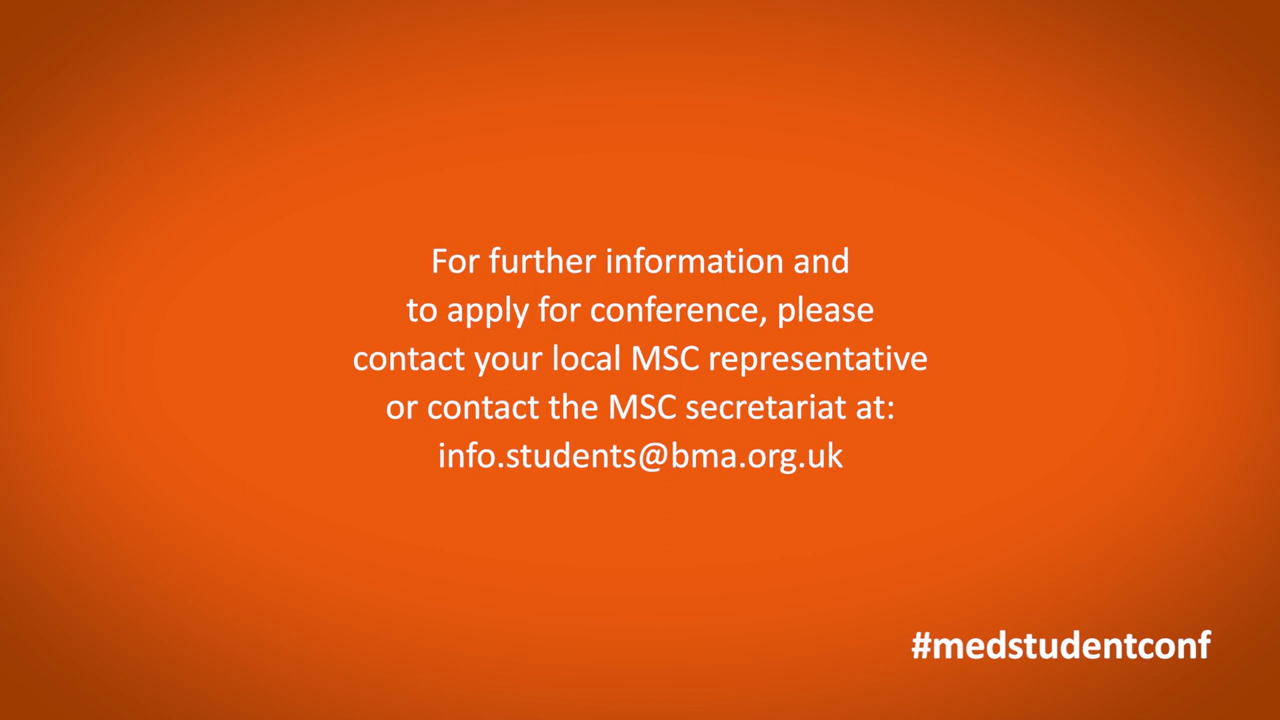 For further information and
to apply for conference, please
contact your local MSC representative
or contact the MSC secretariat at:
info.students@bma.org.uk
#medstudentconf